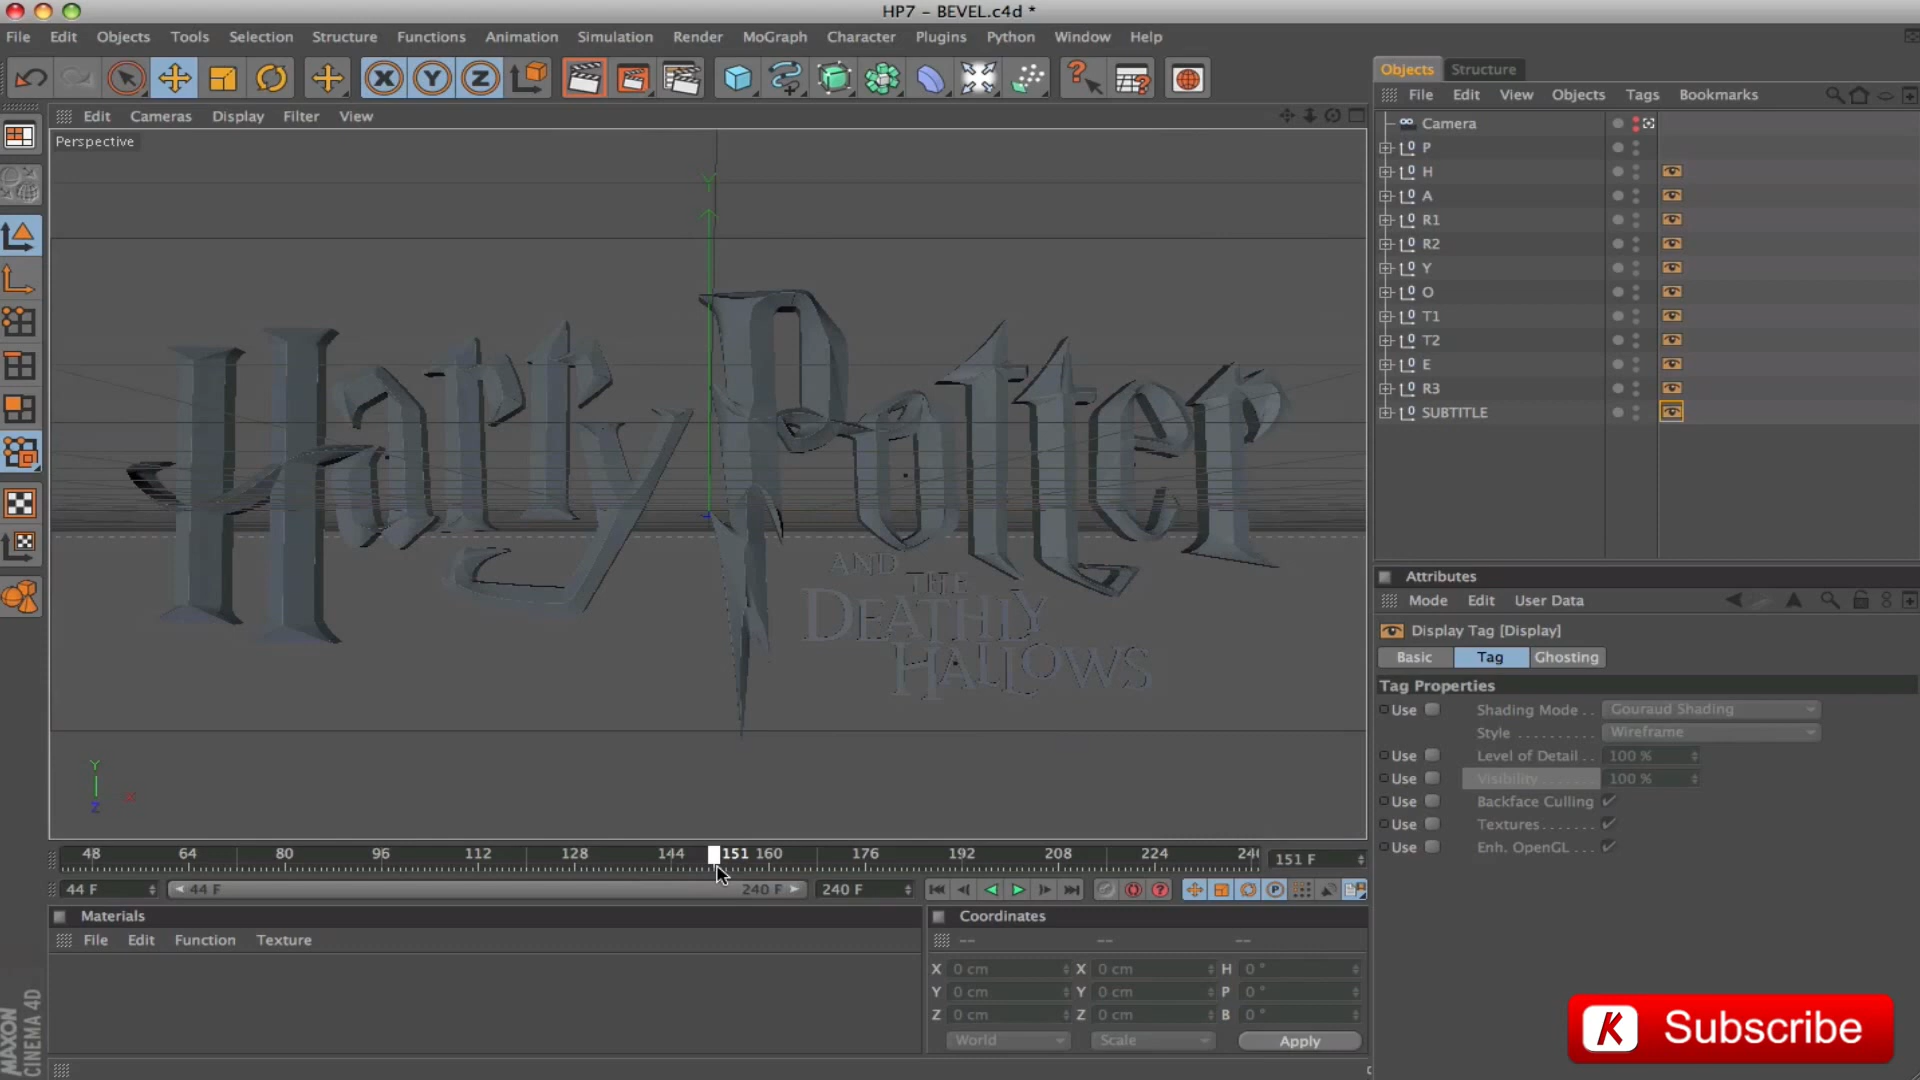 HP7 - BEVEL.c4d *
File Edit Objects Tools Selection Structure Functions Animation Simulation Render MoGraph Character Plugins Python Window Help
X Y Z
Edit Cameras Display Filter View
Perspective
Y
Harry Potter
AND THE
DEATHLY
HALLOWS
Y
Z X
48 64 80 96 112 128 144 151 160 176 192 208 224 24
151 F
44 F 44 F 240 F 240 F
Materials
File Edit Function Texture
Coordinates
-- -- --
X 0 cm X 0 cm H 0 °
Y 0 cm Y 0 cm P 0 °
Z 0 cm Z 0 cm B 0 °
World Scale Apply
MAXON
CINEMA 4D
Objects Structure
File Edit View Objects Tags Bookmarks
Camera
P
H
A
R1
R2
Y
O
T1
T2
E
R3
SUBTITLE
Attributes
Mode Edit User Data
Display Tag [Display]
Basic Tag Ghosting
Tag Properties
Use Shading Mode . . Gouraud Shading
Style . . . . . . . . . . Wireframe
Use Level of Detail . . 100 %
Use Visibility . . . . . . . 100 %
Use Backface Culling
Use Textures . . . . . . .
Use Enh. OpenGL . . .
K Subscribe